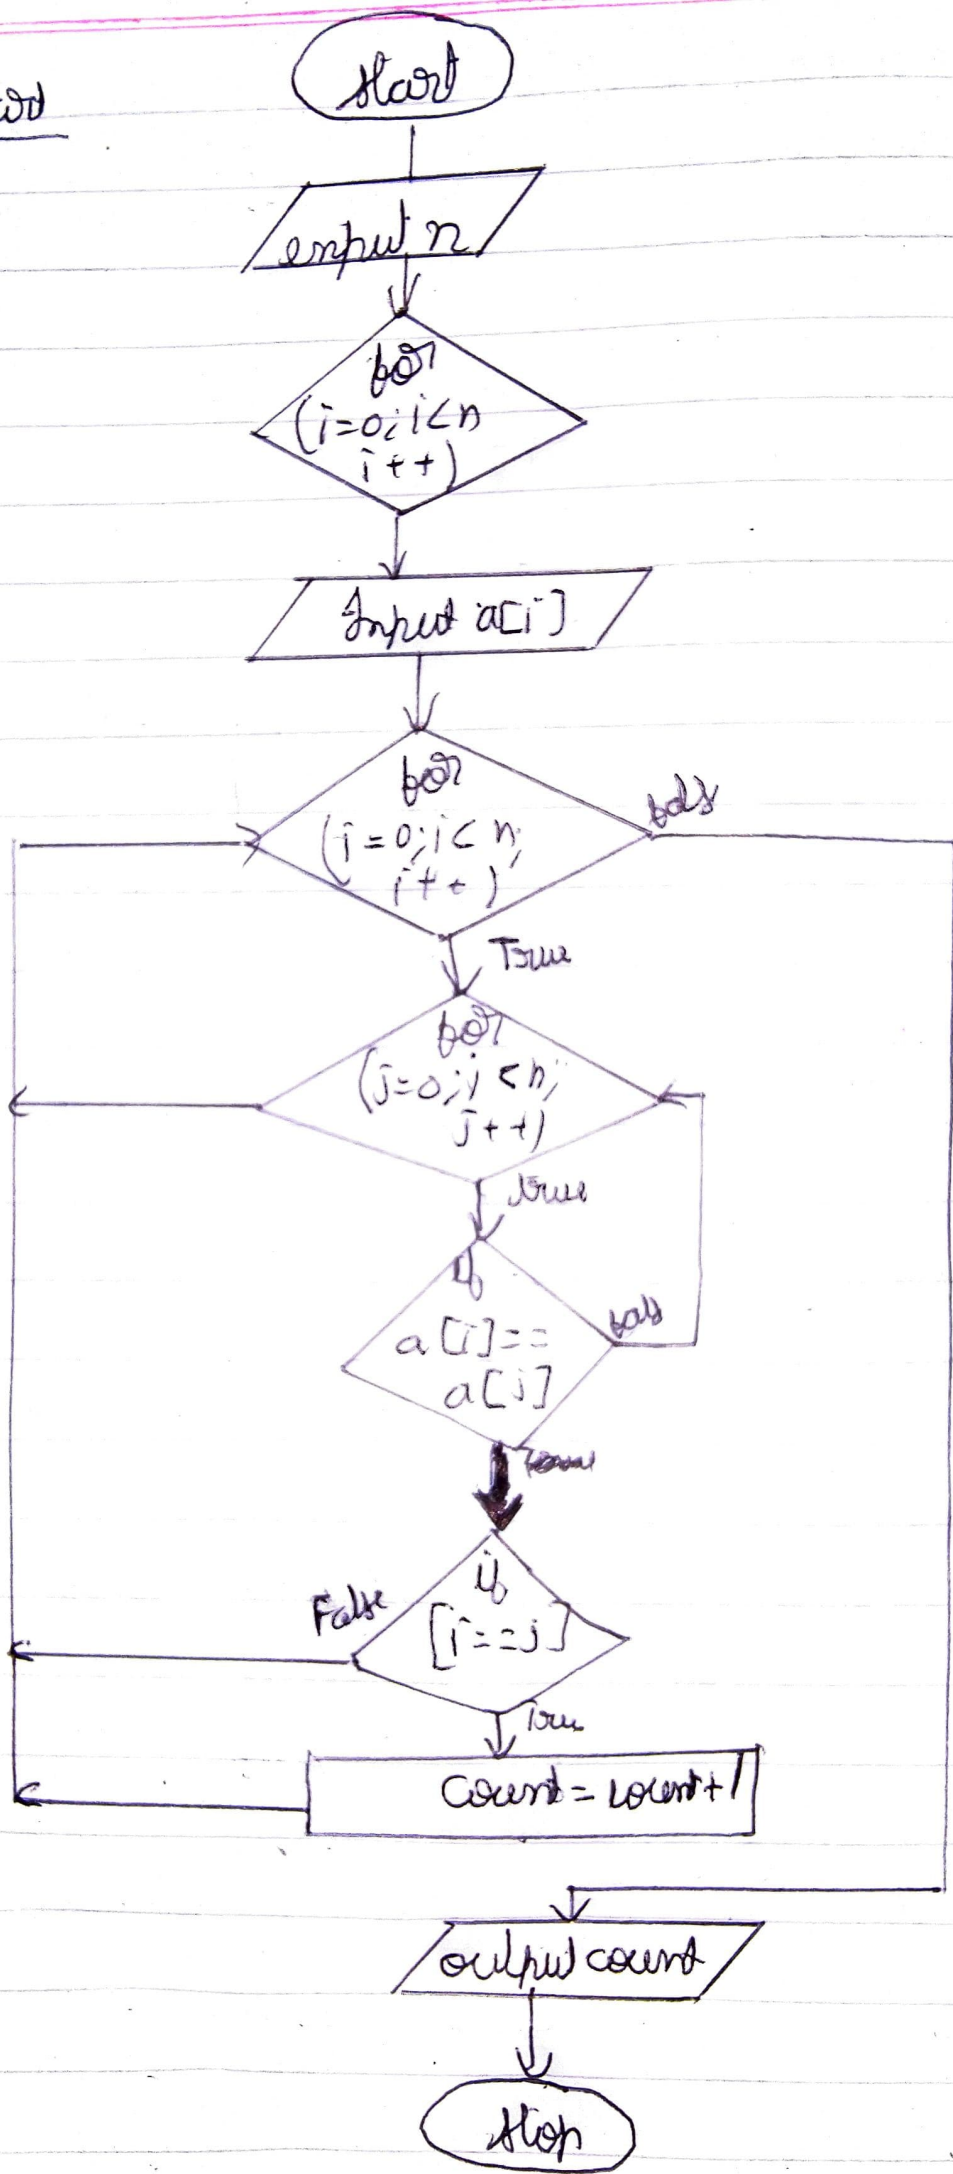 Start
input n
for
(i=0; i<n
i++)
Input a[i]
for
(i=0; i<n;
i++)
false
True
for
(j=0; j<n;
j++)
true
if
a[i]==
a[j]
false
True
if
[i==j]
False
True
Count=count+1
output count
Stop